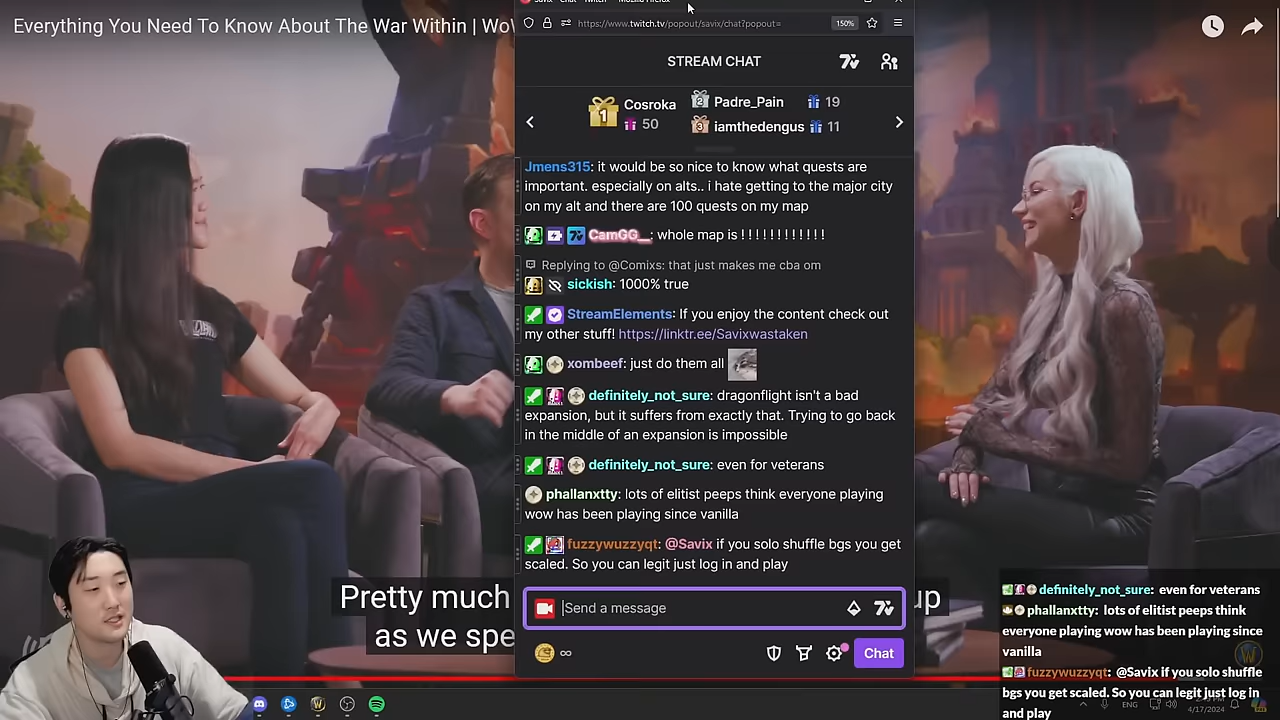 Everything You Need To Know About The War Within | Wo
https://www.twitch.tv/popout/savix/chat?popout=
150%
STREAM CHAT
1
Cosroka
50
2
Padre_Pain
19
3
iamthedengus
11
Jmens315: it would be so nice to know what quests are
important. especially on alts.. i hate getting to the major city
on my alt and there are 100 quests on my map
CamGG__: whole map is ! ! ! ! ! ! ! ! ! ! ! !
Replying to @Comixs: that just makes me cba om
sickish: 1000% true
StreamElements: If you enjoy the content check out
my other stuff! https://linktr.ee/Savixwastaken
xombeef: just do them all
definitely_not_sure: dragonflight isn't a bad
expansion, but it suffers from exactly that. Trying to go back
in the middle of an expansion is impossible
definitely_not_sure: even for veterans
phallanxtty: lots of elitist peeps think everyone playing
wow has been playing since vanilla
fuzzywuzzyqt: @Savix if you solo shuffle bgs you get
scaled. So you can legit just log in and play
Send a message
∞
Chat
Pretty much
up
as we spe
definitely_not_sure: even for veterans
phallanxtty: lots of elitist peeps think
everyone playing wow has been playing since
vanilla
fuzzywuzzyqt: @Savix if you solo shuffle
bgs you get scaled. So you can legit just log in
and play
ENG
4/17/2024